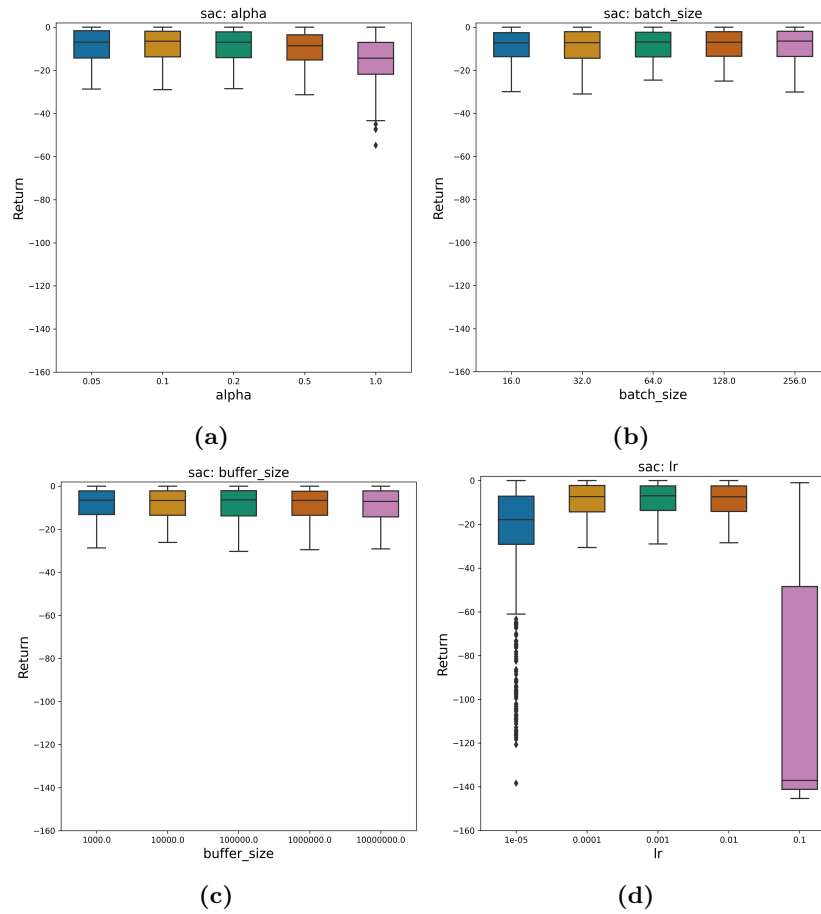 sac: alpha
0
−20
−40
−60
−80
−100
−120
−140
−160
Return
0.05 0.1 0.2 0.5 1.0
alpha
(a)
sac: batch_size
0
−20
−40
−60
−80
−100
−120
−140
−160
Return
16.0 32.0 64.0 128.0 256.0
batch_size
(b)
sac: buffer_size
0
−20
−40
−60
−80
−100
−120
−140
−160
Return
1000.0 10000.0 100000.0 1000000.0 10000000.0
buffer_size
(c)
sac: lr
0
−20
−40
−60
−80
−100
−120
−140
−160
Return
1e-05 0.0001 0.001 0.01 0.1
lr
(d)